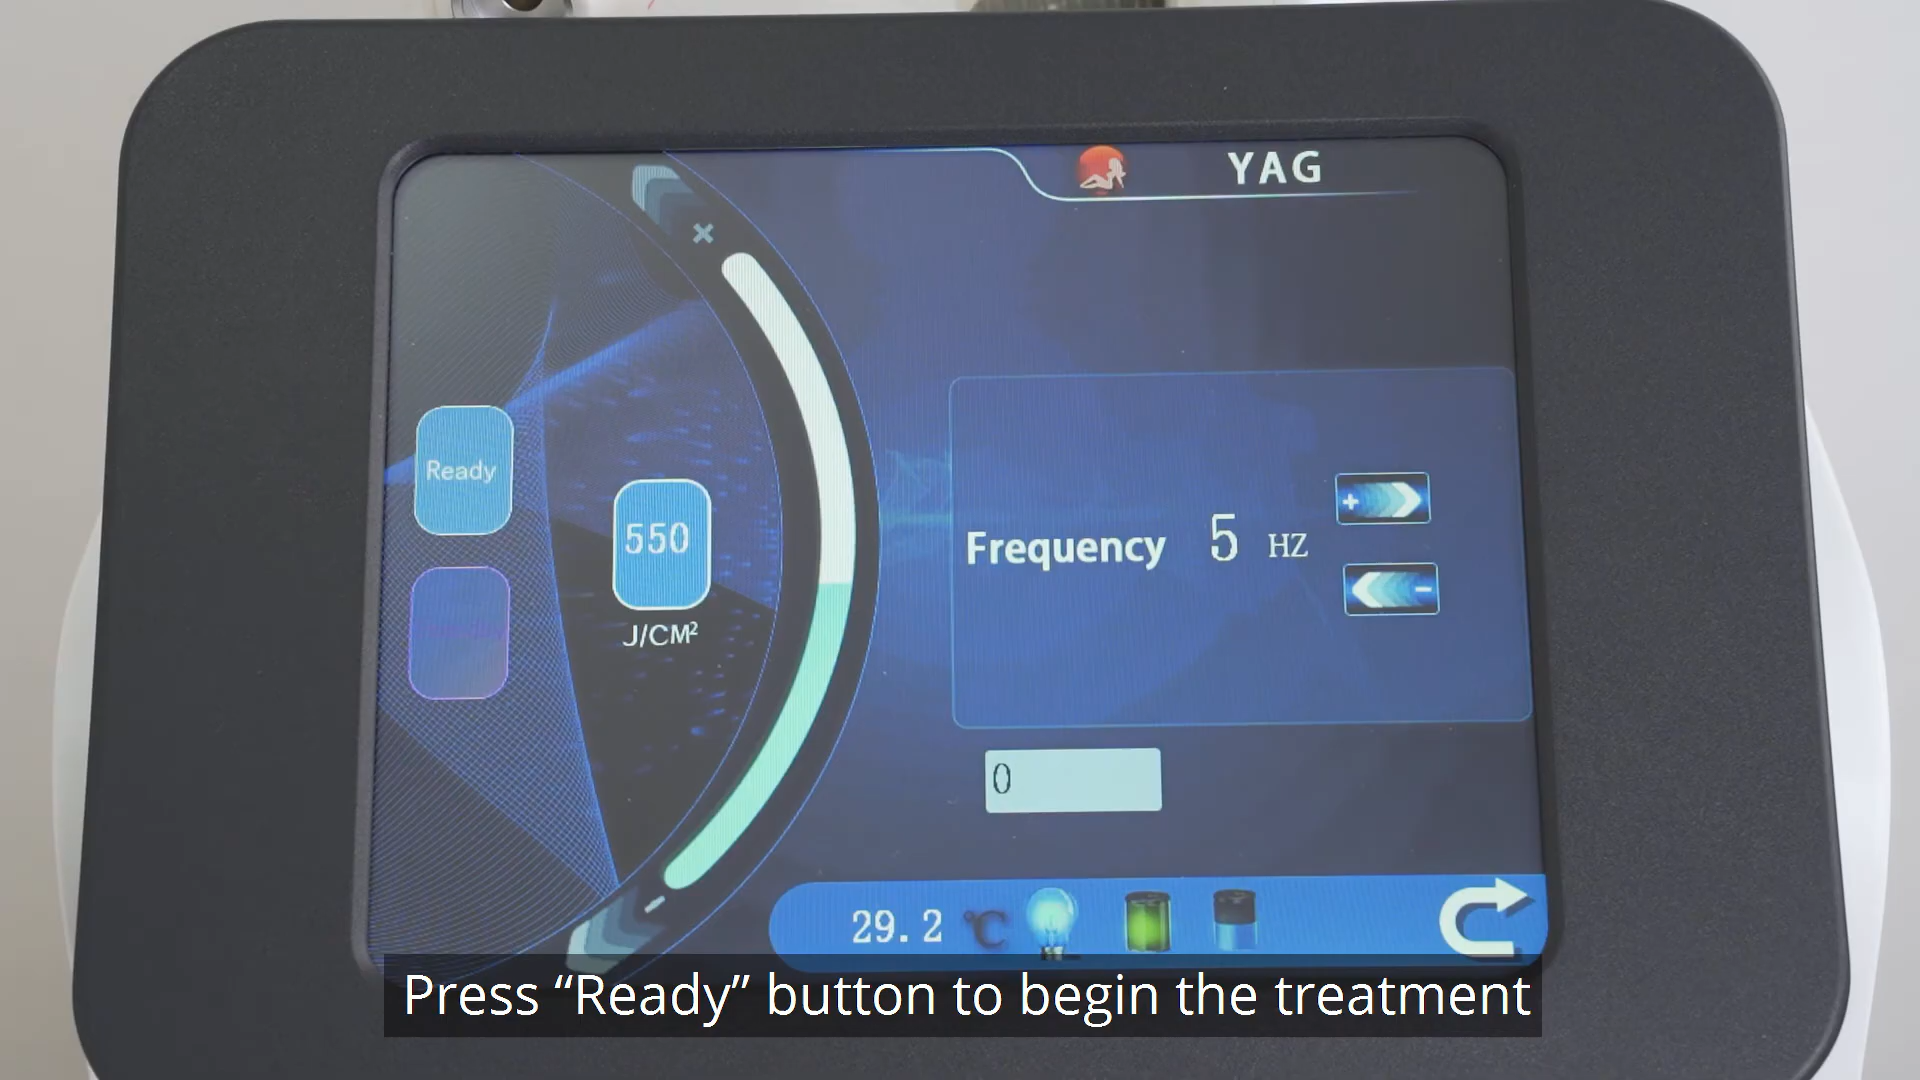 YAG
Ready
550
J/CM²
Frequency 5 HZ
+
-
0
29.2 °C
Press “Ready” button to begin the treatment